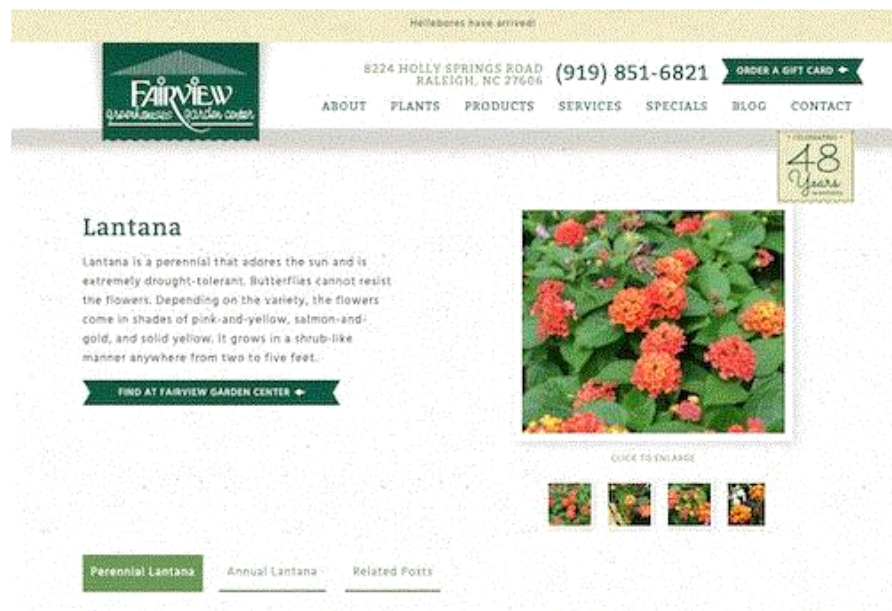 Hellebores have arrived!
FAIRVIEW
greenhouses & garden center
8224 HOLLY SPRINGS ROAD
RALEIGH, NC 27606
(919) 851-6821
ORDER A GIFT CARD
ABOUT PLANTS PRODUCTS SERVICES SPECIALS BLOG CONTACT
CELEBRATING
48
Years
Lantana
Lantana is a perennial that adores the sun and is
extremely drought-tolerant. Butterflies cannot resist
the flowers. Depending on the variety, the flowers
come in shades of pink-and-yellow, salmon-and-
gold, and solid yellow. It grows in a shrub-like
manner anywhere from two to five feet.
FIND AT FAIRVIEW GARDEN CENTER
CLICK TO ENLARGE
Perennial Lantana Annual Lantana Related Posts